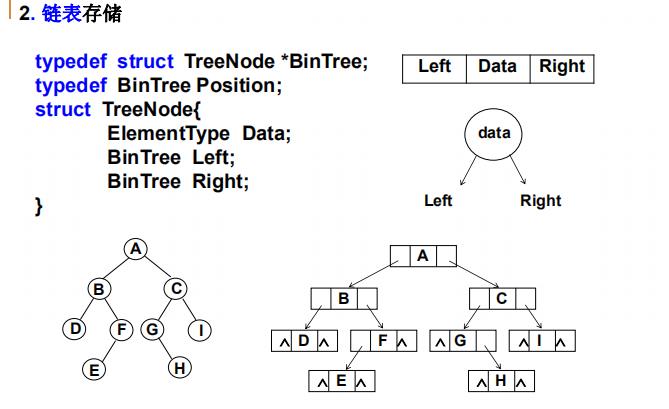 2. 链表存储
typedef struct TreeNode *BinTree;
typedef BinTree Position;
struct TreeNode{
ElementType Data;
BinTree Left;
BinTree Right;
}
Left Data Right
data
Left Right
A
B C
D F G I
E H
A
B C
∧ D ∧ F ∧ ∧ G ∧ I ∧
∧ E ∧ ∧ H ∧